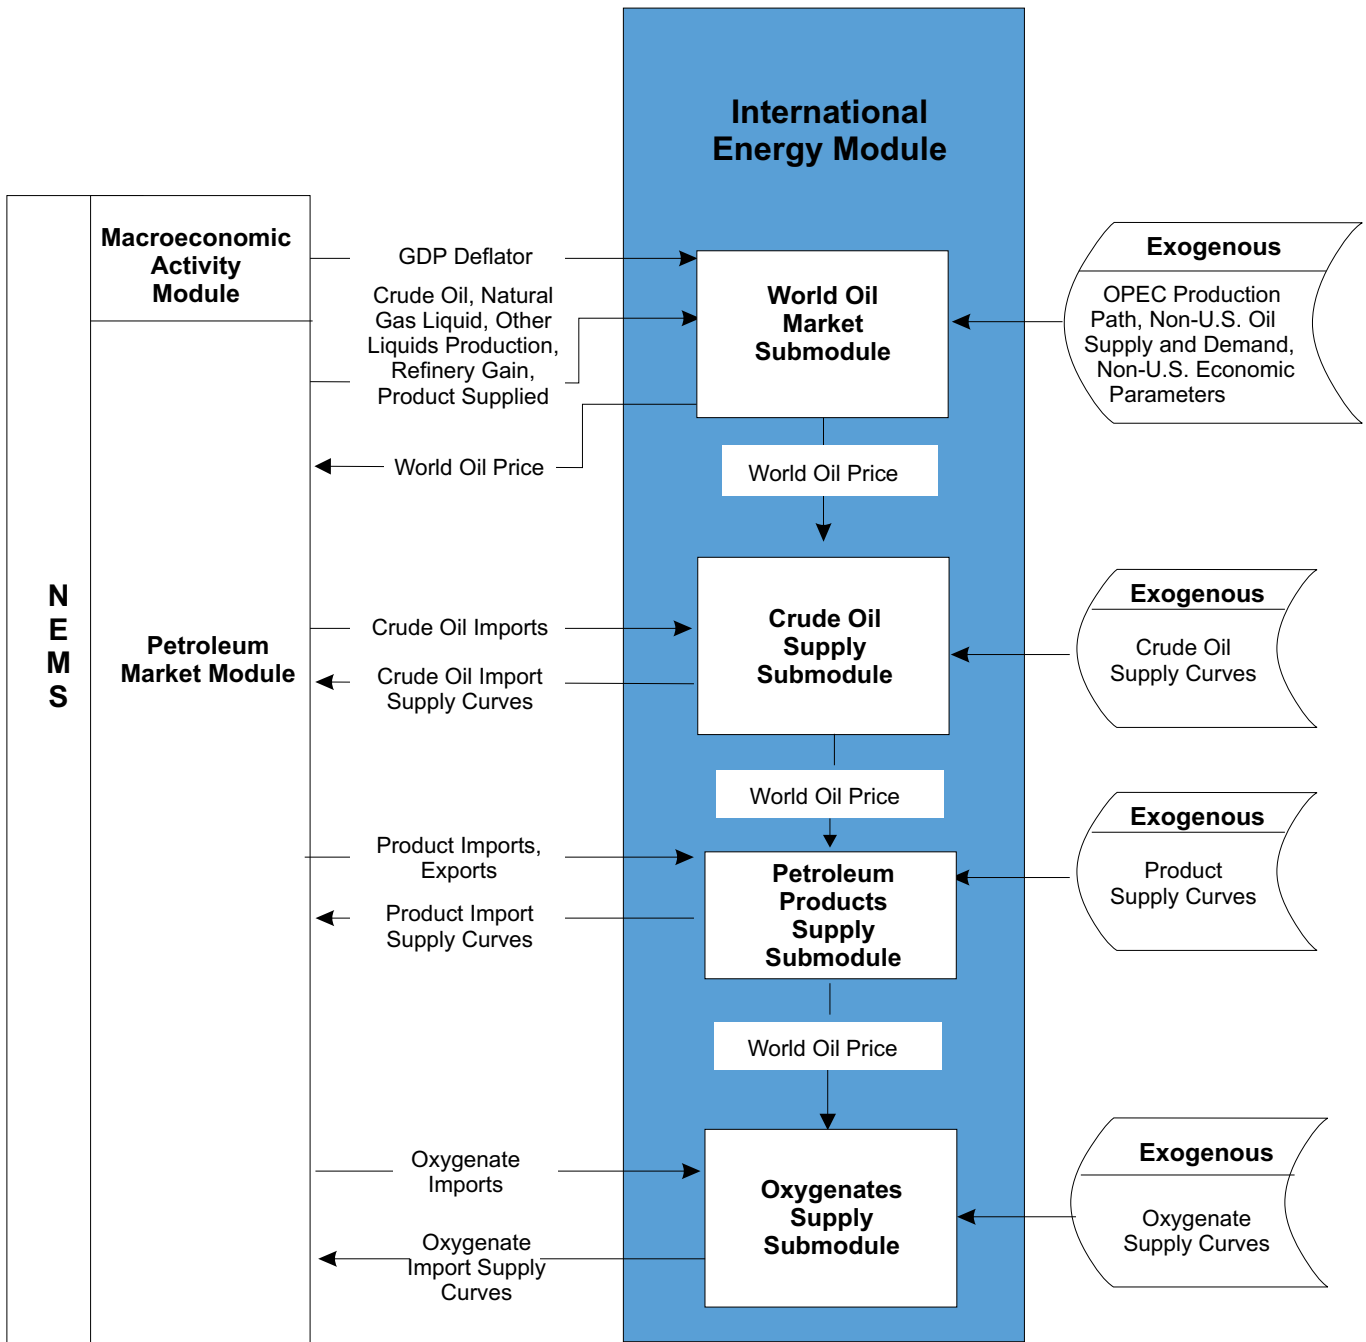 International
Energy Module
N
E
M
S
Macroeconomic
Activity
Module
Petroleum
Market Module
GDP Deflator
Crude Oil, Natural
Gas Liquid, Other
Liquids Production,
Refinery Gain,
Product Supplied
World Oil Price
World Oil
Market
Submodule
Exogenous
OPEC Production
Path, Non-U.S. Oil
Supply and Demand,
Non-U.S. Economic
Parameters
World Oil Price
Crude Oil Imports
Crude Oil Import
Supply Curves
Crude Oil
Supply
Submodule
Exogenous
Crude Oil
Supply Curves
World Oil Price
Product Imports,
Exports
Product Import
Supply Curves
Petroleum
Products
Supply
Submodule
Exogenous
Product
Supply Curves
World Oil Price
Oxygenate
Imports
Oxygenate
Import Supply
Curves
Oxygenates
Supply
Submodule
Exogenous
Oxygenate
Supply Curves